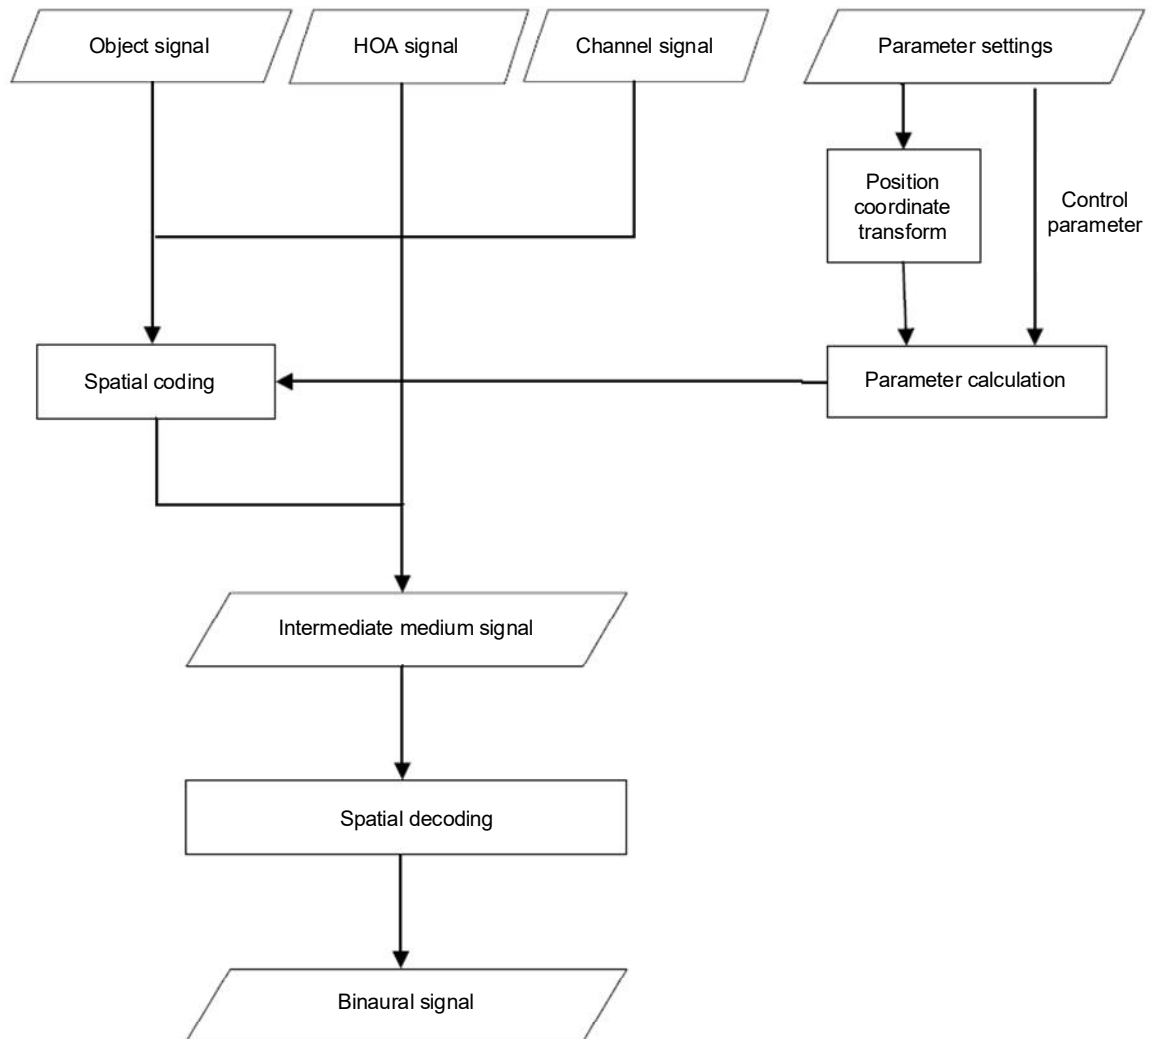 Object signal
HOA signal
Channel signal
Parameter settings
Position
coordinate
transform
Control
parameter
Spatial coding
Parameter calculation
Intermediate medium signal
Spatial decoding
Binaural signal